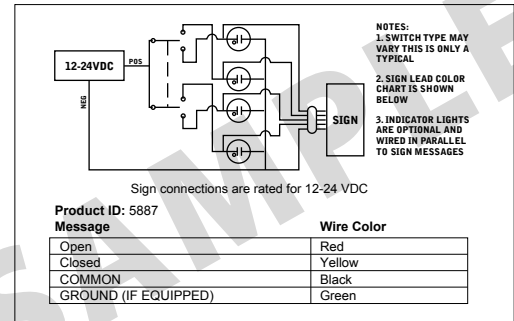 NOTES:
1. SWITCH TYPE MAY
VARY THIS IS ONLY A
TYPICAL
2. SIGN LEAD COLOR
CHART IS SHOWN
BELOW
3. INDICATOR LIGHTS
ARE OPTIONAL AND
WIRED IN PARALLEL
TO SIGN MESSAGES
12-24VDC
POS
NEG
SIGN
Sign connections are rated for 12-24 VDC
Product ID: 5887
Message Wire Color
Open Red
Closed Yellow
COMMON Black
GROUND (IF EQUIPPED) Green
SAMPLE